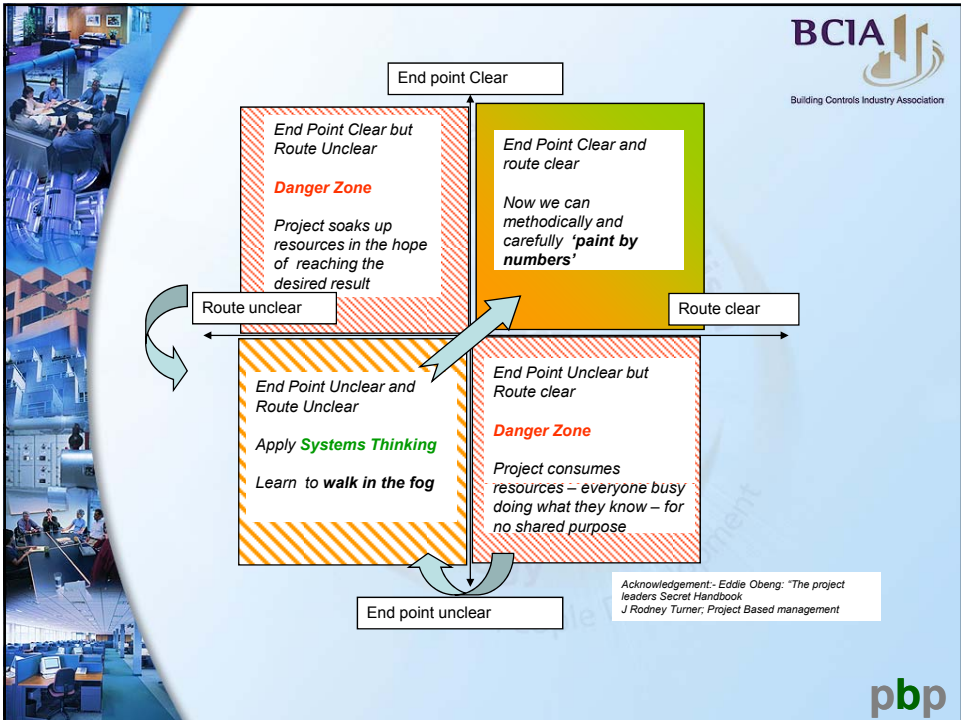 BCIA
Building Controls Industry Association
End point Clear
End Point Clear but
Route Unclear
Danger Zone
Project soaks up
resources in the hope
of reaching the
desired result
End Point Clear and
route clear
Now we can
methodically and
carefully ‘paint by
numbers’
Route unclear
Route clear
End Point Unclear and
Route Unclear
Apply Systems Thinking
Learn to walk in the fog
End Point Unclear but
Route clear
Danger Zone
Project consumes
resources – everyone busy
doing what they know – for
no shared purpose
Acknowledgement:- Eddie Obeng: “The project
leaders Secret Handbook
J Rodney Turner; Project Based management
End point unclear
pbp